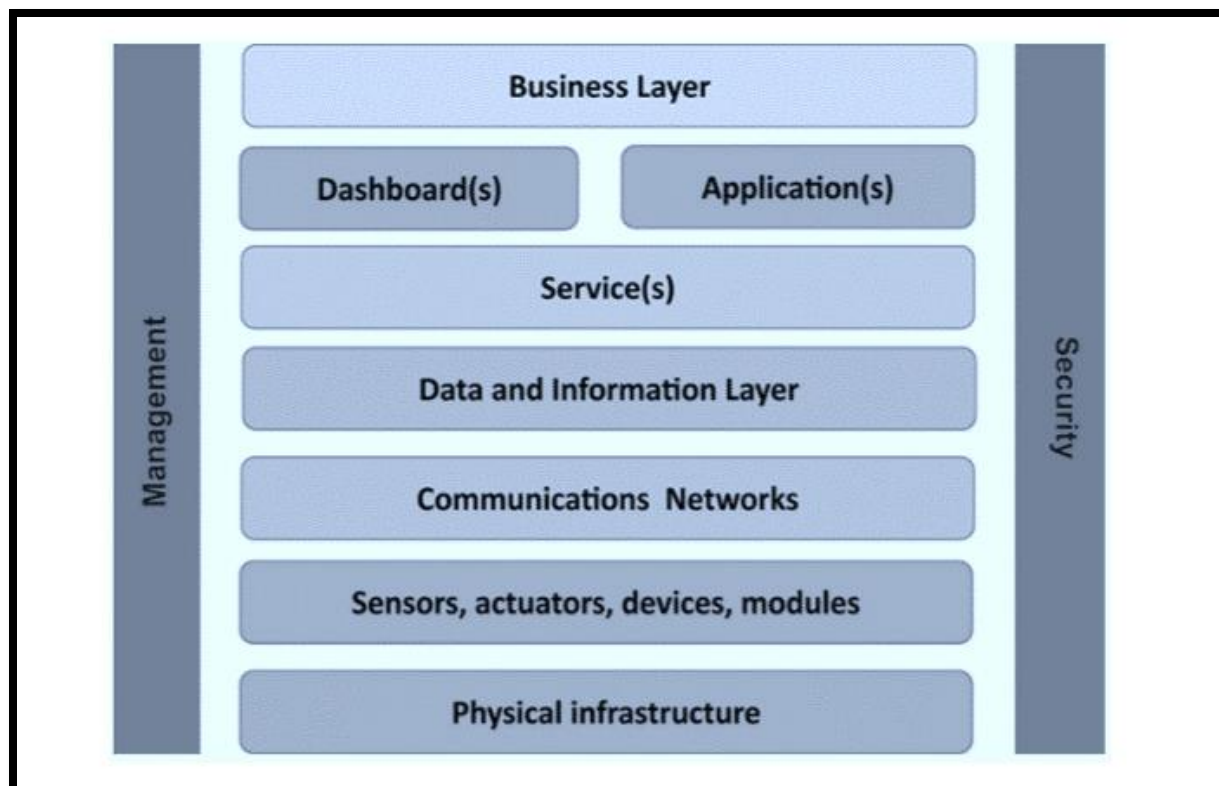 Business Layer
Dashboard(s)
Application(s)
Service(s)
Data and Information Layer
Communications Networks
Sensors, actuators, devices, modules
Physical infrastructure
Management
Security